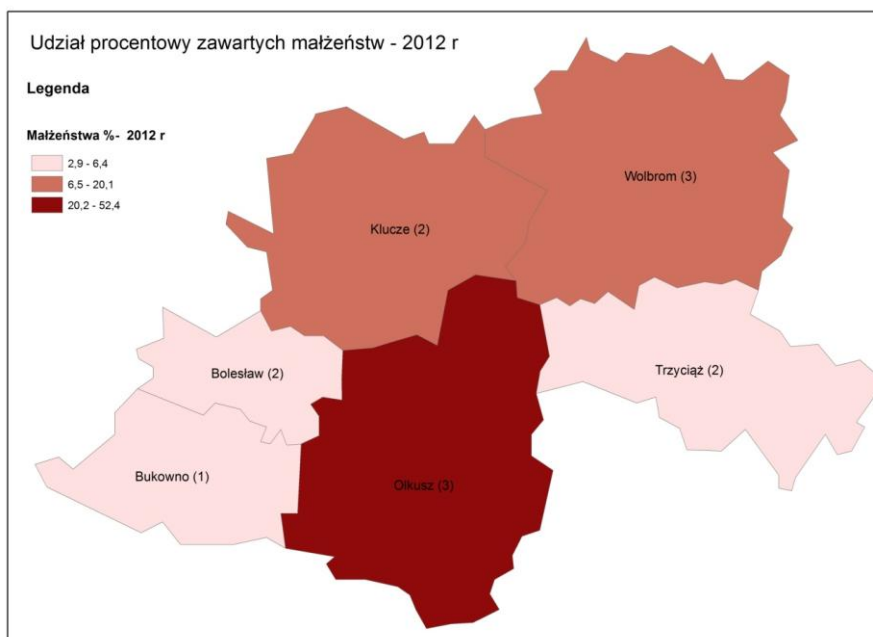 Udział procentowy zawartych małżeństw - 2012 r
Legenda
Małżeństwa %- 2012 r
2,9 - 6,4
6,5 - 20,1
20,2 - 52,4
Wolbrom (3)
Klucze (2)
Bolesław (2)
Trzyciąż (2)
Bukowno (1)
Olkusz (3)